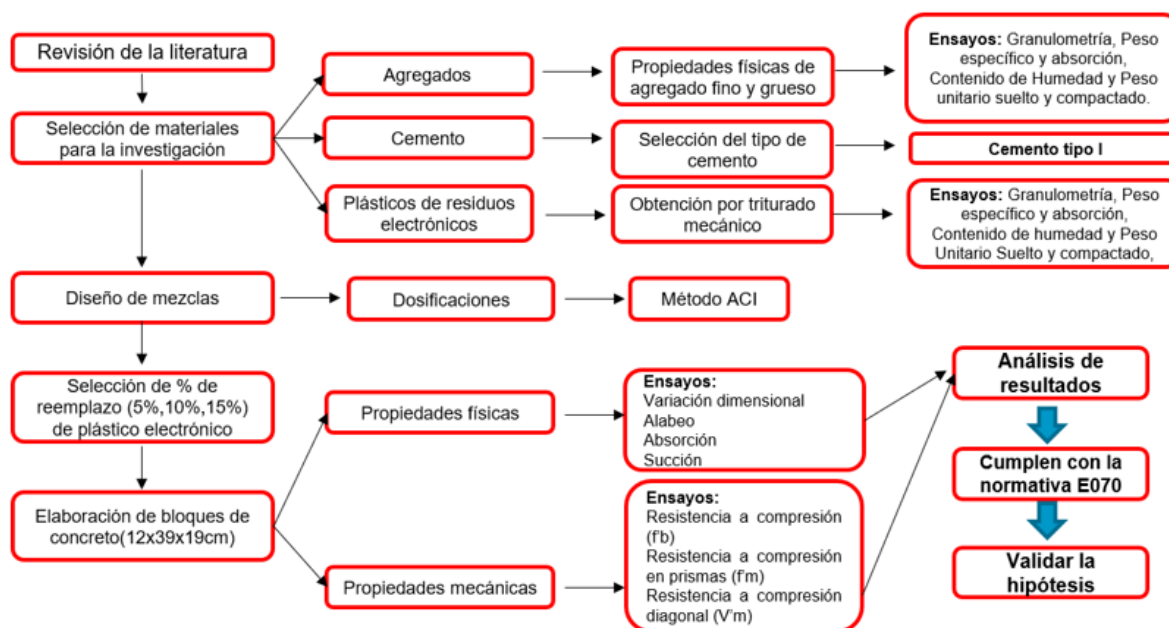 Revisión de la literatura
Selección de materiales
para la investigación
Agregados
Propiedades físicas de
agregado fino y grueso
Ensayos: Granulometría, Peso
específico y absorción,
Contenido de Humedad y Peso
unitario suelto y compactado.
Cemento
Selección del tipo de
cemento
Cemento tipo I
Plásticos de residuos
electrónicos
Obtención por triturado
mecánico
Ensayos: Granulometría, Peso
específico y absorción,
Contenido de humedad y Peso
Unitario Suelto y compactado,
Diseño de mezclas
Dosificaciones
Método ACI
Selección de % de
reemplazo (5%,10%,15%)
de plástico electrónico
Elaboración de bloques de
concreto(12x39x19cm)
Propiedades físicas
Ensayos:
Variación dimensional
Alabeo
Absorción
Succión
Propiedades mecánicas
Ensayos:
Resistencia a compresión
(f'b)
Resistencia a compresión
en prismas (f'm)
Resistencia a compresión
diagonal (V'm)
Análisis de
resultados
Cumplen con la
normativa E070
Validar la
hipótesis